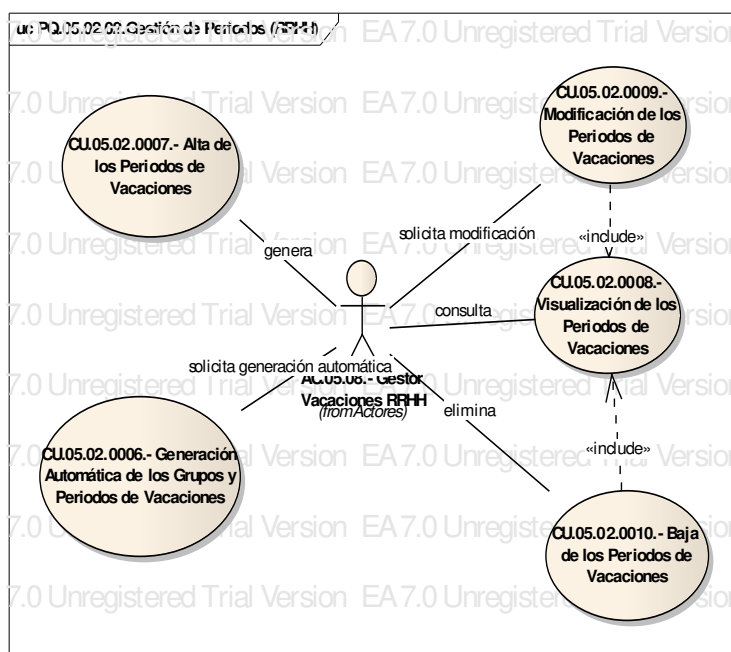 uc PQ.05.02.02.Gestión de Periodos (RRHH)
EA 7.0 Unregistered Trial Version
CU.05.02.0009.-
Modificación de los
Periodos de
Vacaciones
CU.05.02.0007.- Alta de
los Periodos de
Vacaciones
solicita modificación
«include»
genera
CU.05.02.0008.-
Visualización de los
Periodos de
Vacaciones
consulta
solicita generación automática
AC.05.08.- Gestor
Vacaciones RRHH
(from Actores)
elimina
CU.05.02.0006.- Generación
Automática de los Grupos y
Periodos de Vacaciones
«include»
CU.05.02.0010.- Baja
de los Periodos de
Vacaciones